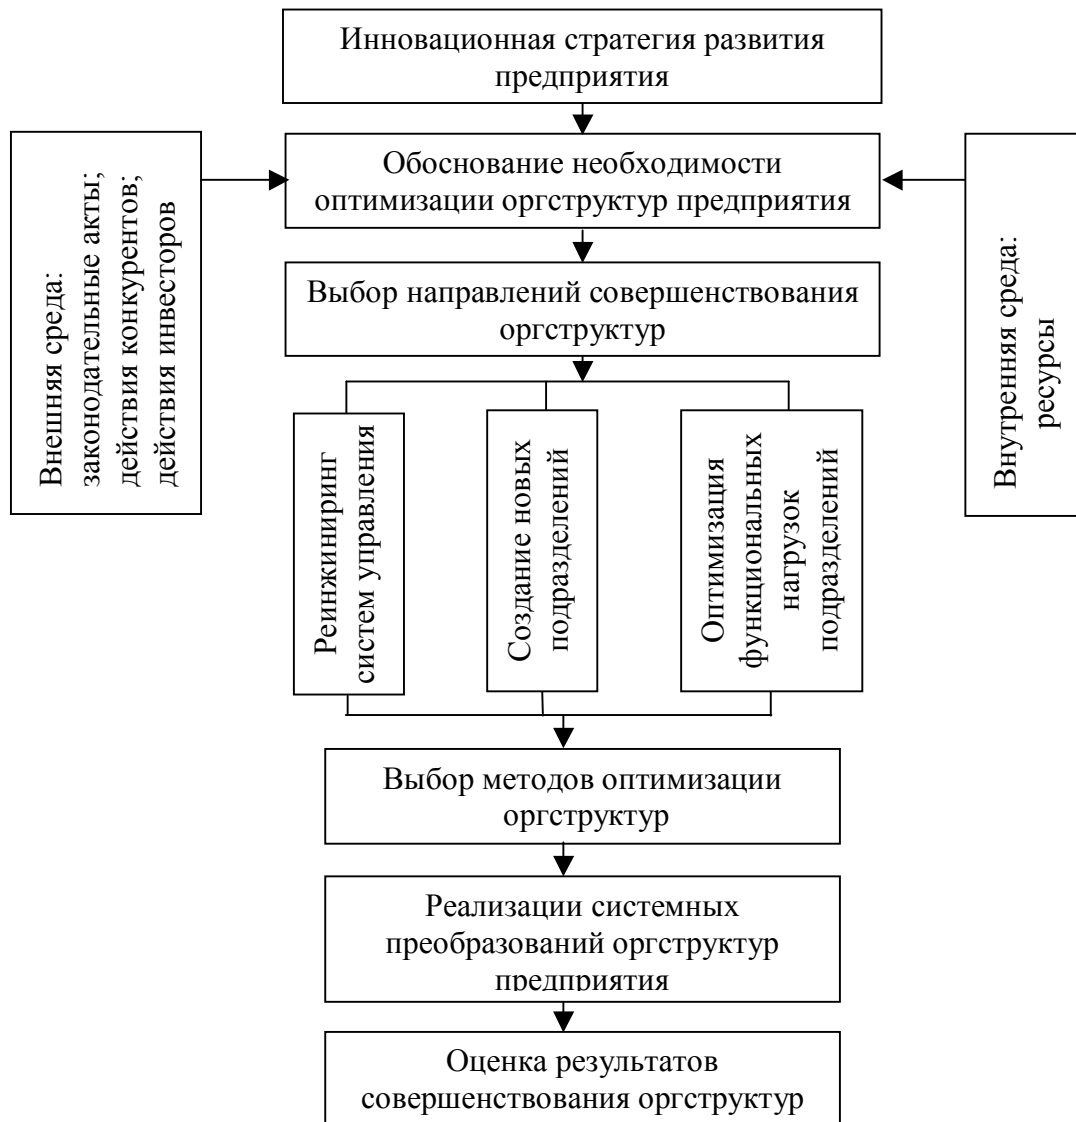 Инновационная стратегия развития
предприятия
Внешняя среда:
законодательные акты;
действия конкурентов;
действия инвесторов
Обоснование необходимости
оптимизации оргструктур предприятия
Внутренняя среда:
ресурсы
Выбор направлений совершенствования
оргструктур
Реинжиниринг
систем управления
Создание новых
подразделений
Оптимизация
функциональных
нагрузок
подразделений
Выбор методов оптимизации
оргструктур
Реализации системных
преобразований оргструктур
предприятия
Оценка результатов
совершенствования оргструктур